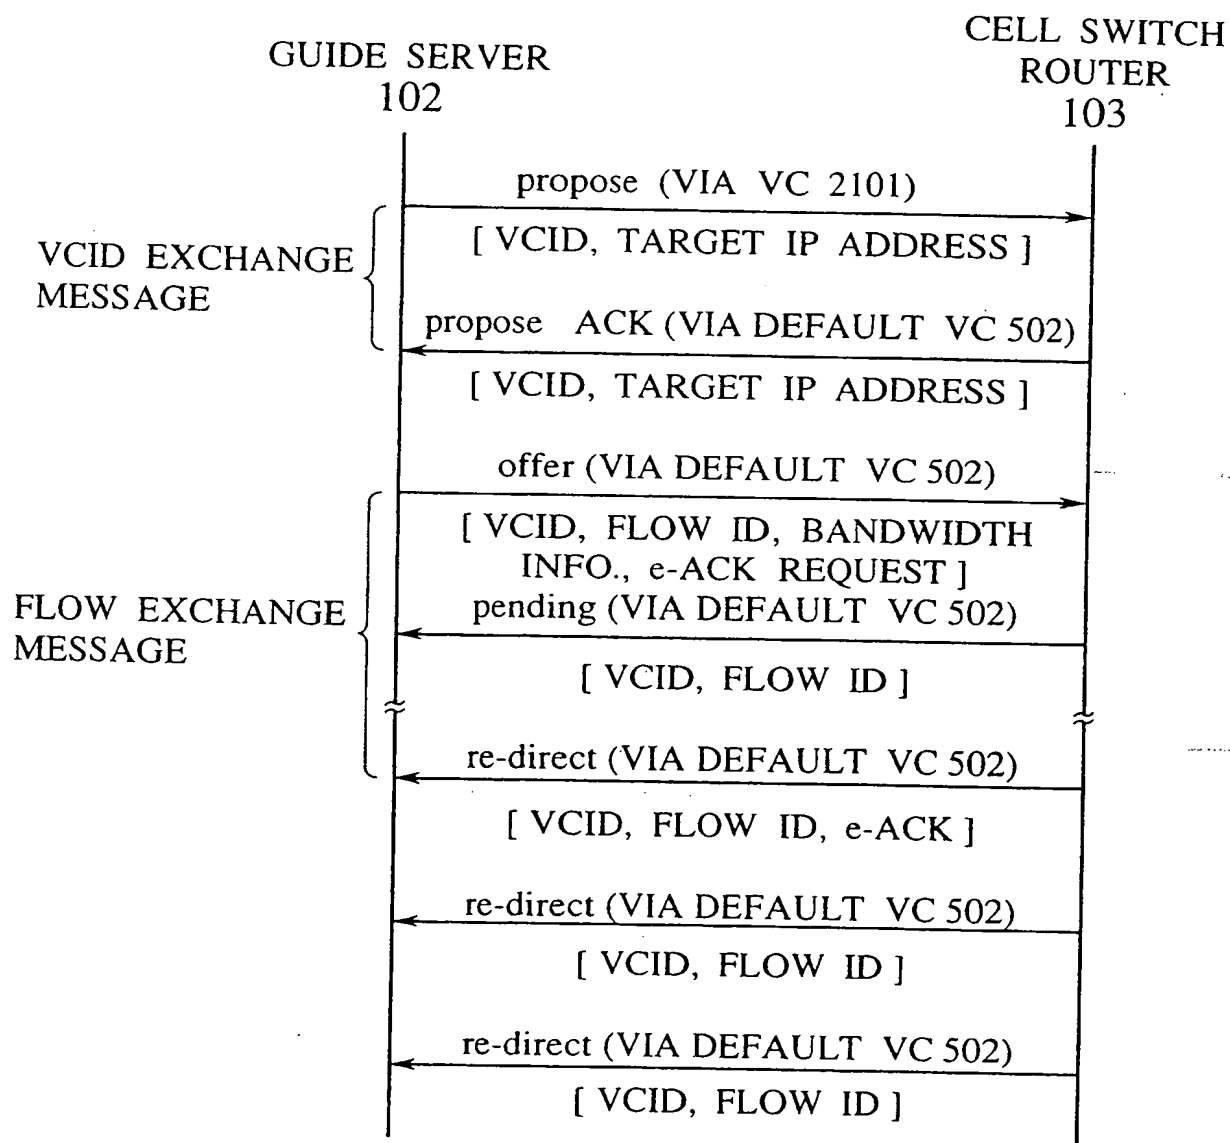 GUIDE SERVER
102
CELL SWITCH
ROUTER
103
propose (VIA VC 2101)
[ VCID, TARGET IP ADDRESS ]
VCID EXCHANGE
MESSAGE
propose ACK (VIA DEFAULT VC 502)
[ VCID, TARGET IP ADDRESS ]
offer (VIA DEFAULT VC 502)
[ VCID, FLOW ID, BANDWIDTH
INFO., e-ACK REQUEST ]
FLOW EXCHANGE
MESSAGE
pending (VIA DEFAULT VC 502)
[ VCID, FLOW ID ]
re-direct (VIA DEFAULT VC 502)
[ VCID, FLOW ID, e-ACK ]
re-direct (VIA DEFAULT VC 502)
[ VCID, FLOW ID ]
re-direct (VIA DEFAULT VC 502)
[ VCID, FLOW ID ]